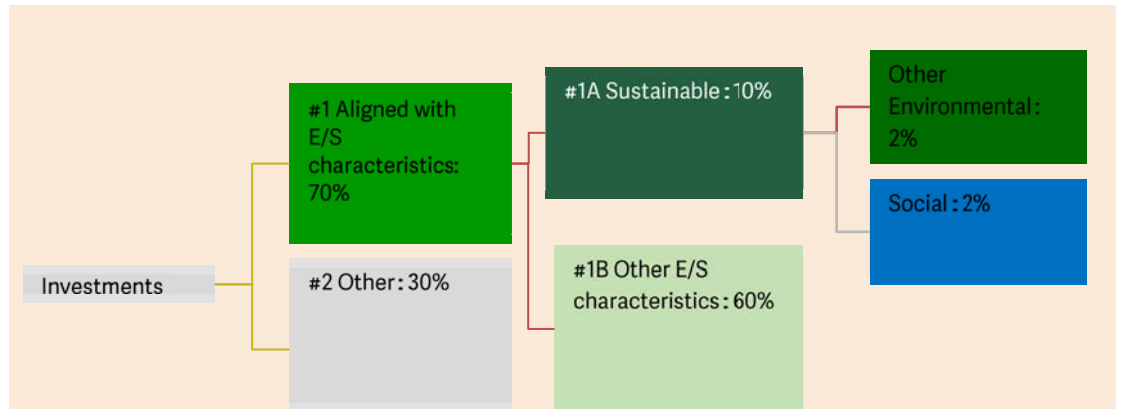 Investments
#1 Aligned with
E/S
characteristics:
70%
#2 Other: 30%
#1A Sustainable: 10%
#1B Other E/S
characteristics: 60%
Other
Environmental:
2%
Social: 2%